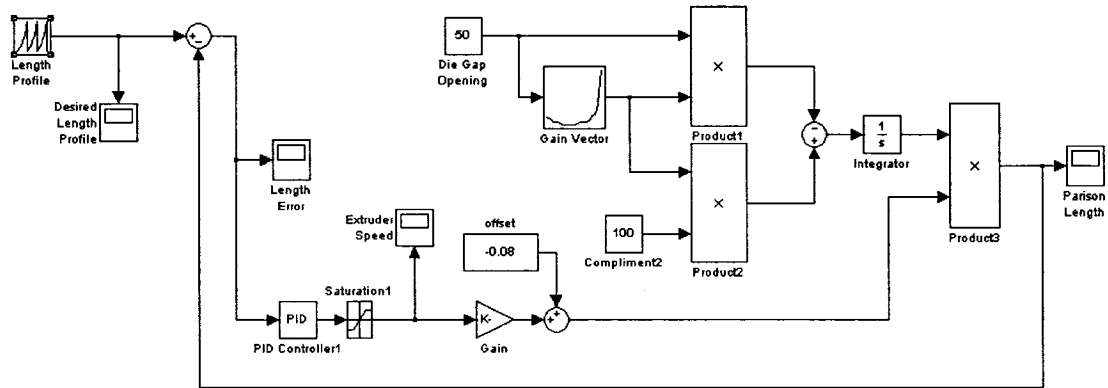 Length
Profile
+
-
Desired
Length
Profile
Length
Error
50
Die Gap
Opening
Gain Vector
×
Product1
-
+
1
s
Integrator
×
Product3
Parison
Length
×
Product2
100
Compliment2
Extruder
Speed
offset
-0.08
PID
PID Controller1
Saturation1
K-
Gain
+
+